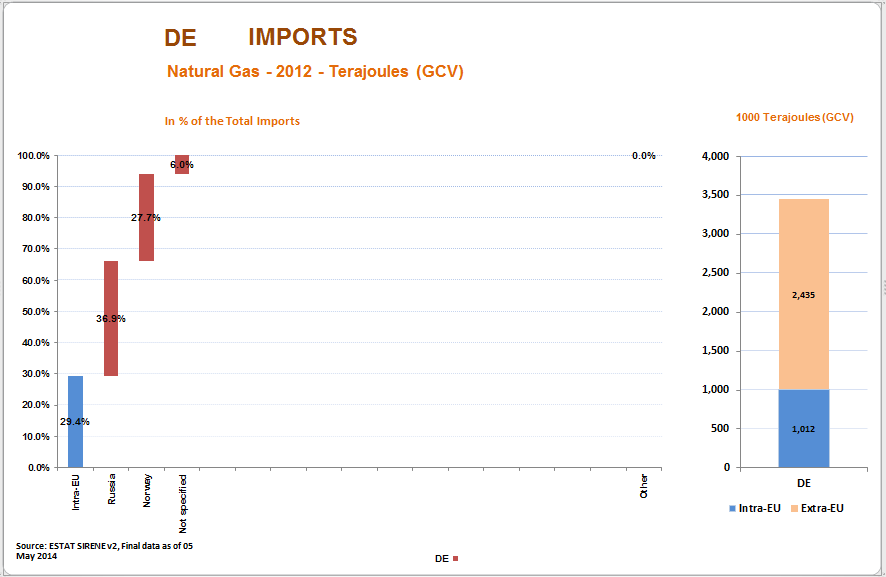 DE IMPORTS
Natural Gas - 2012 - Terajoules (GCV)
In % of the Total Imports
1000 Terajoules (GCV)
100.0%
90.0%
80.0%
70.0%
60.0%
50.0%
40.0%
30.0%
20.0%
10.0%
0.0%
29.4%
36.9%
27.7%
6.0%
0.0%
Intra-EU
Russia
Norway
Not specified
Other
DE
4,000
3,500
3,000
2,500
2,000
1,500
1,000
500
0
2,435
1,012
DE
Intra-EU Extra-EU
Source: ESTAT SIRENE v2, Final data as of 05
May 2014